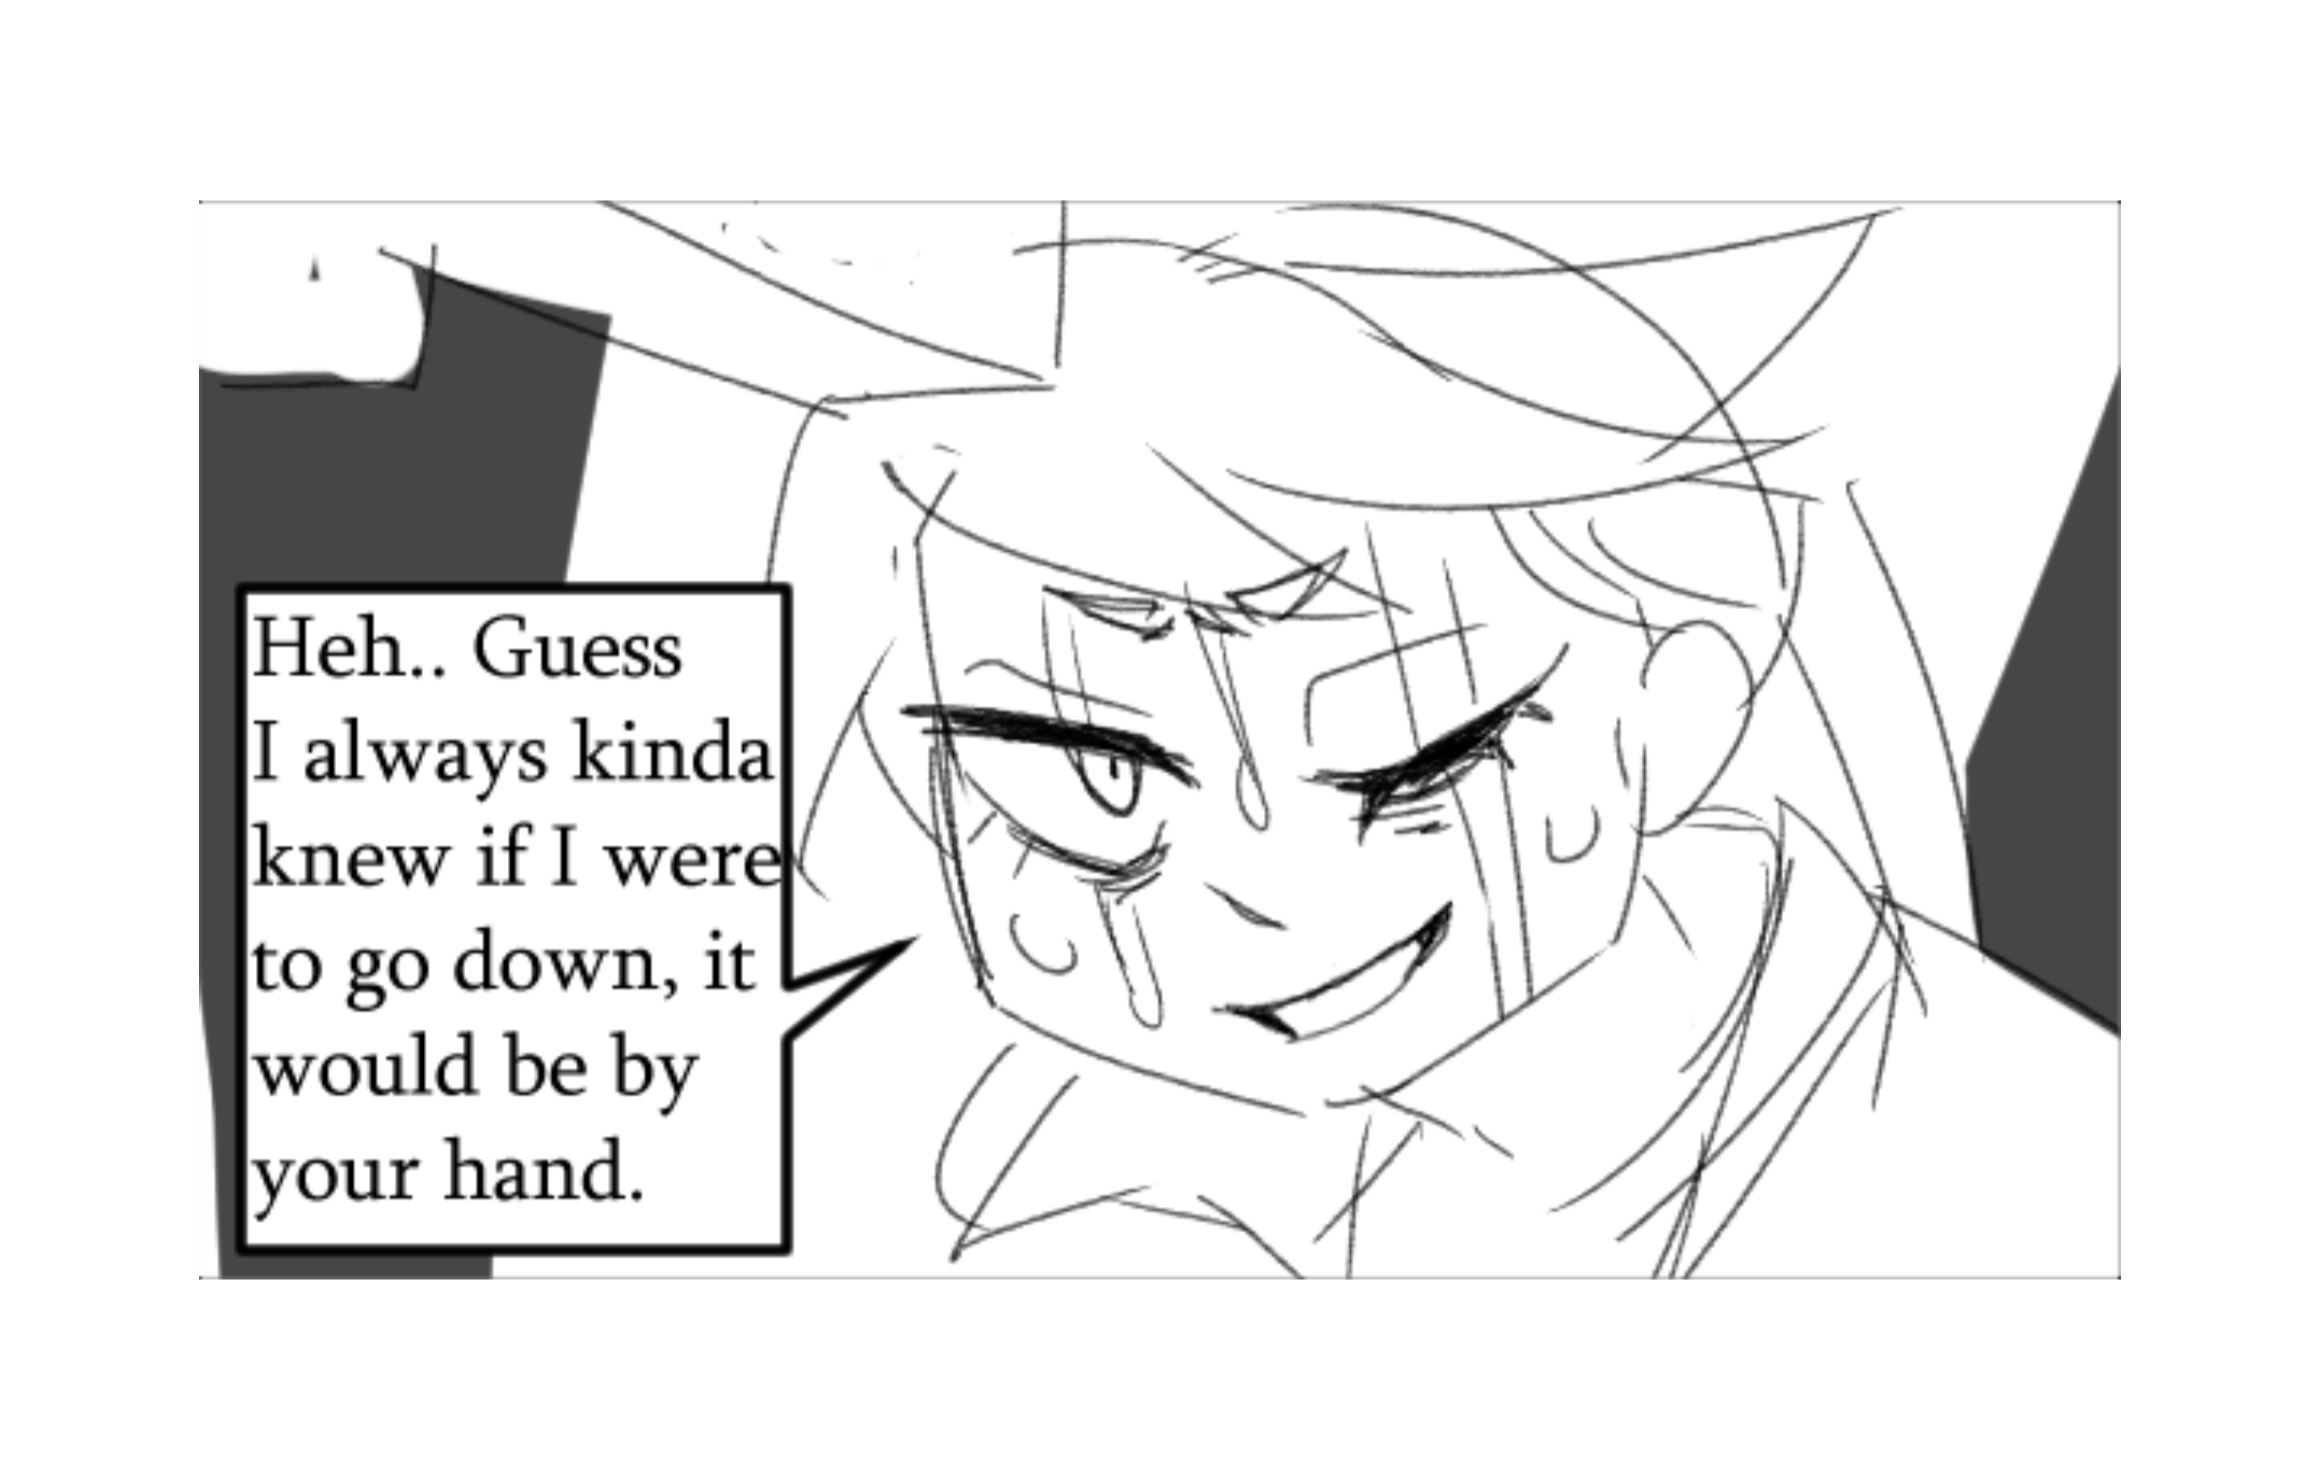 Heh.. Guess
I always kinda
knew if I were
to go down, it
would be by
your hand.